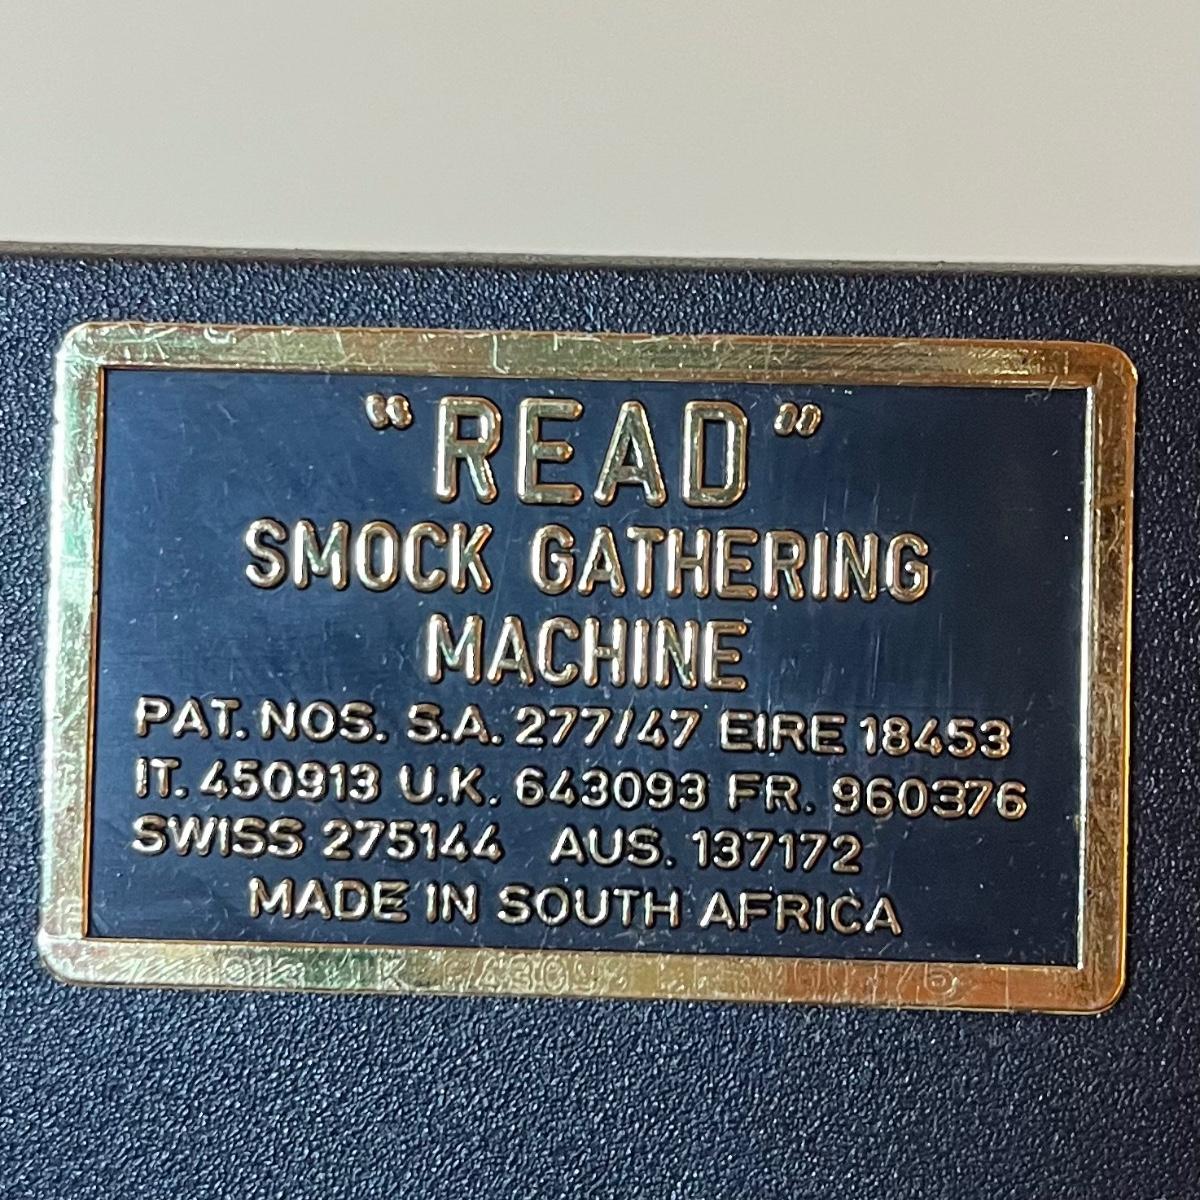 “READ”
SMOCK GATHERING
MACHINE
PAT. NOS. S.A. 277/47 EIRE 18453
IT. 450913 U.K. 643093 FR. 960376
SWISS 275144 AUS. 137172
MADE IN SOUTH AFRICA